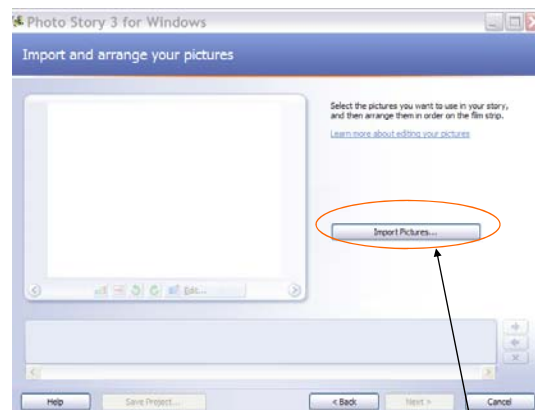 Photo Story 3 for Windows
Import and arrange your pictures
Select the pictures you want to use in your story,
and then arrange them in order on the film strip.
Learn more about editing your pictures
Import Pictures...
Edit...
Help
Save Project...
< Back
Next >
Cancel